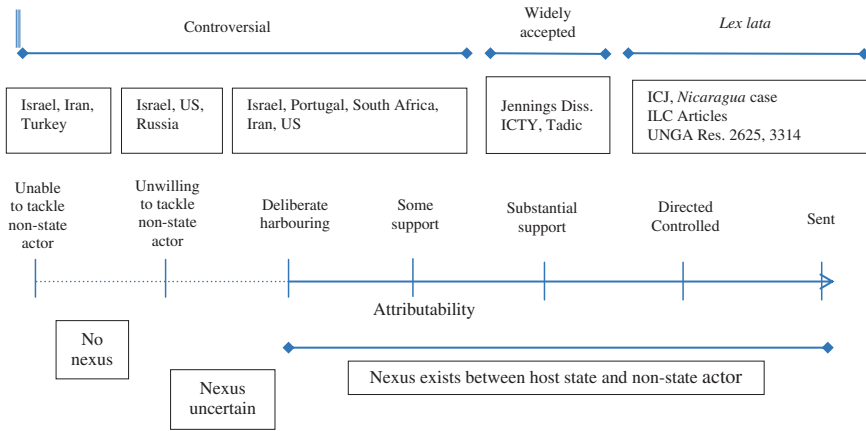 Controversial
Widely
accepted
Lex lata
Israel, Iran,
Turkey
Israel, US,
Russia
Israel, Portugal, South Africa,
Iran, US
Jennings Diss.
ICTY, Tadic
ICJ, Nicaragua case
ILC Articles
UNGA Res. 2625, 3314
Unable
to tackle
non-state
actor
Unwilling
to tackle
non-state
actor
Deliberate
harbouring
Some
support
Substantial
support
Directed
Controlled
Sent
Attributability
No
nexus
Nexus
uncertain
Nexus exists between host state and non-state actor